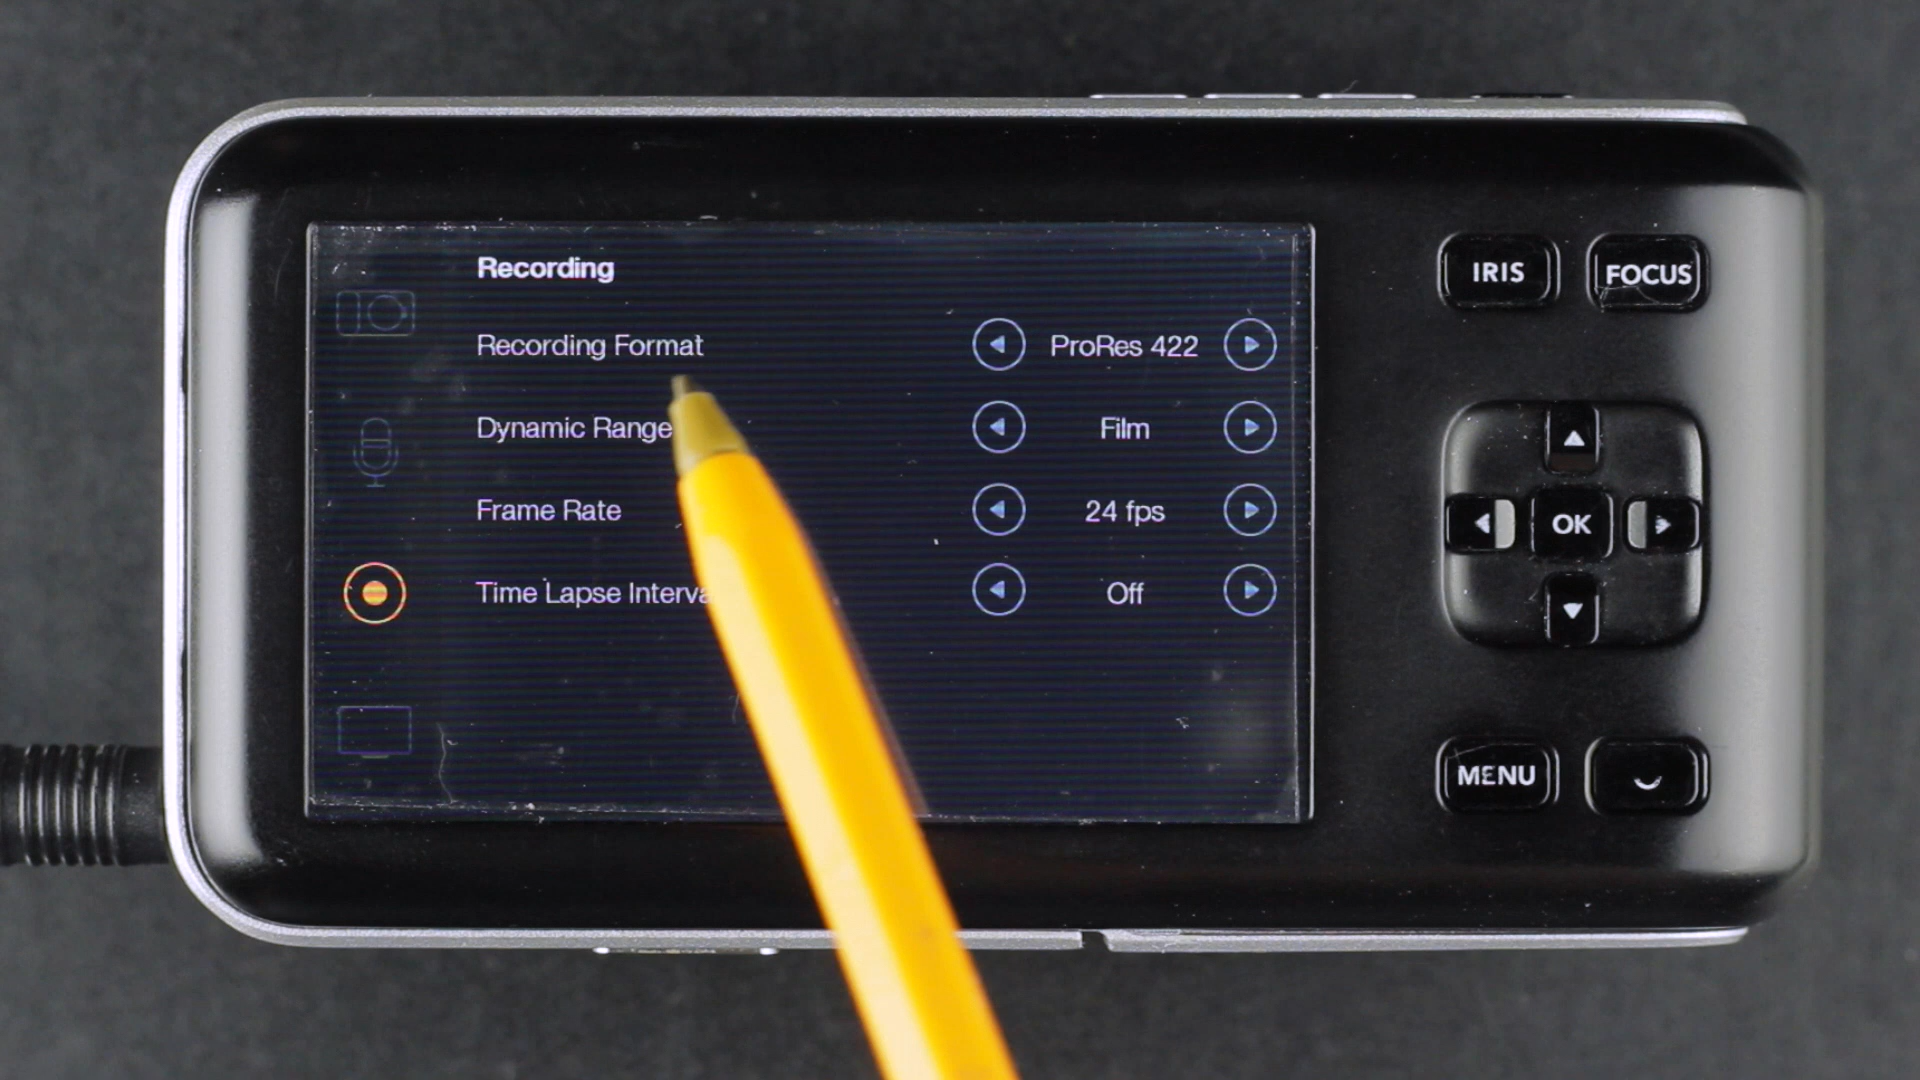 Recording
Recording Format ProRes 422
Dynamic Range Film
Frame Rate 24 fps
Time Lapse Interva Off
IRIS FOCUS
OK
MENU